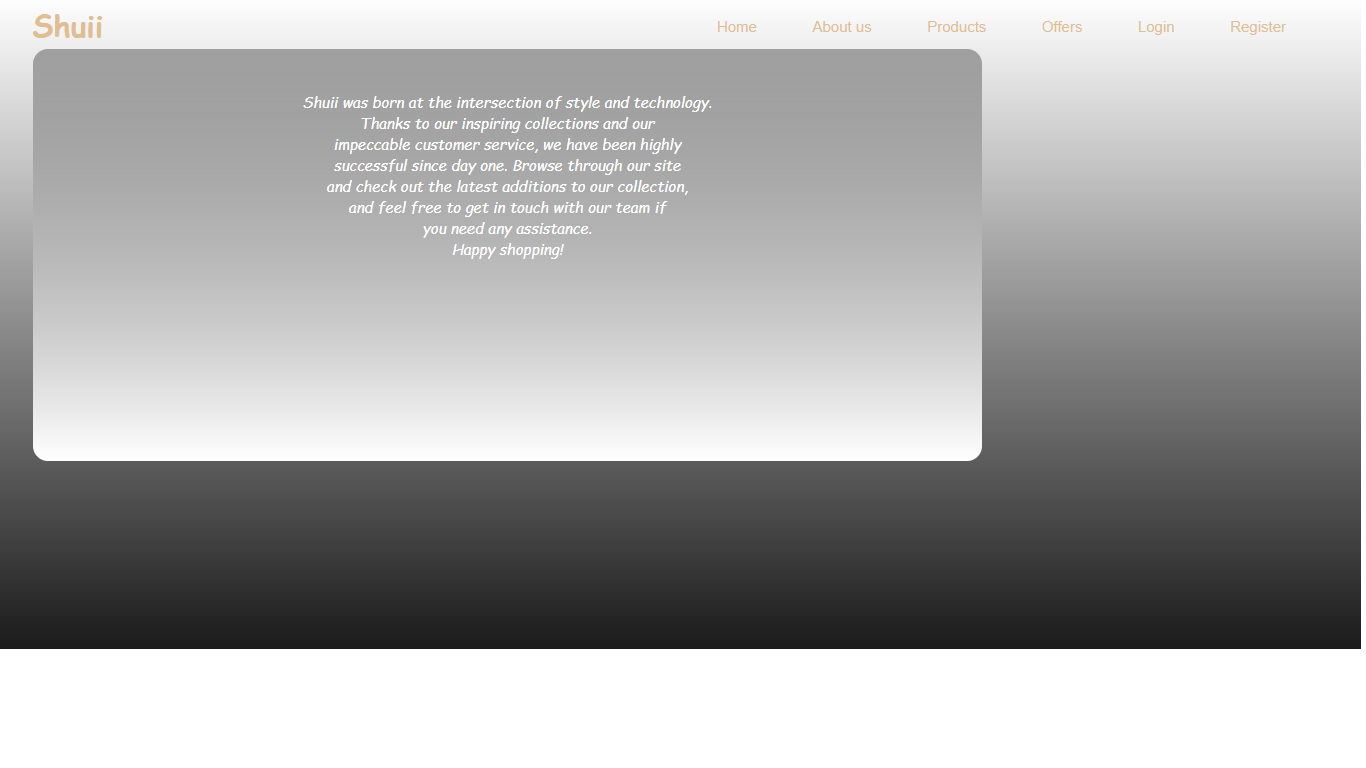 Shuii
Home About us Products Offers Login Register
Shuii was born at the intersection of style and technology.
Thanks to our inspiring collections and our
impeccable customer service, we have been highly
successful since day one. Browse through our site
and check out the latest additions to our collection,
and feel free to get in touch with our team if
you need any assistance.
Happy shopping!